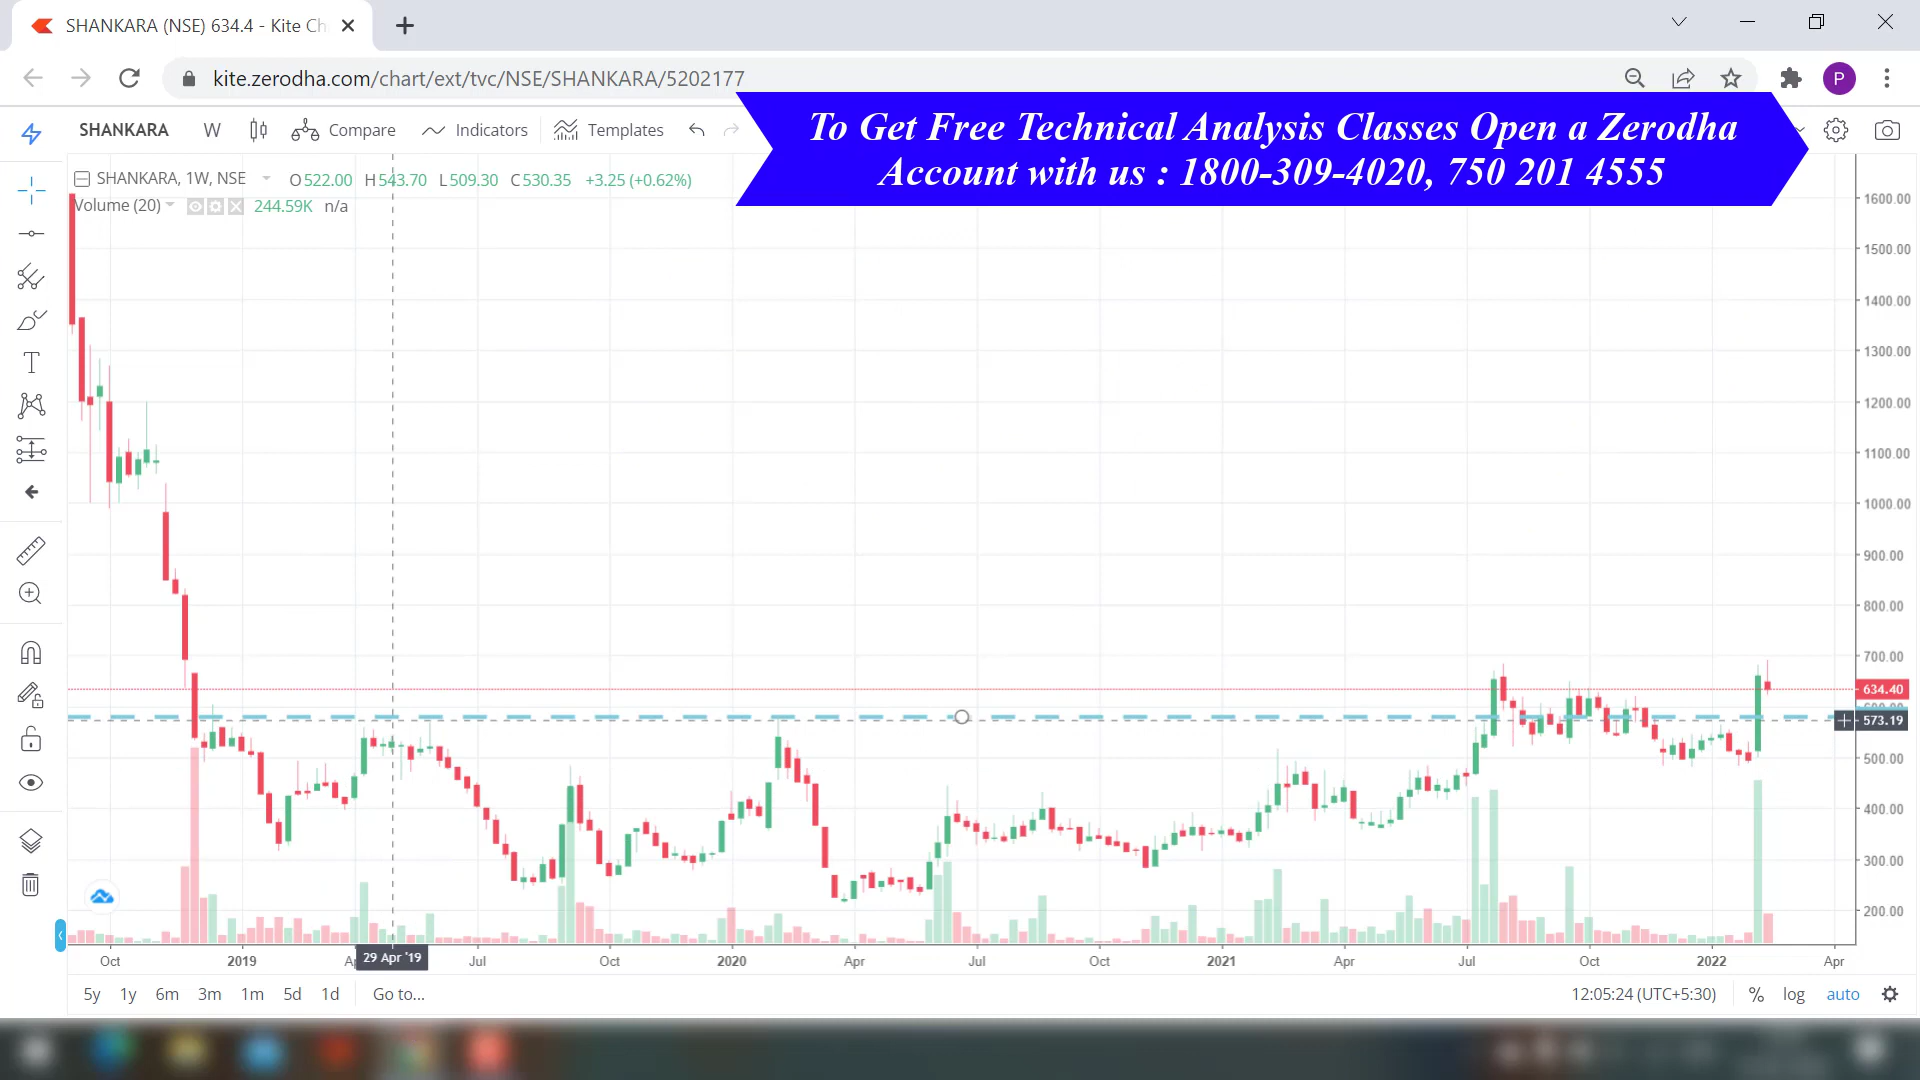 SHANKARA (NSE) 634.4 - Kite Ch
kite.zerodha.com/chart/ext/tvc/NSE/SHANKARA/5202177
P
To Get Free Technical Analysis Classes Open a Zerodha
Account with us : 1800-309-4020, 750 201 4555
SHANKARA W Compare Indicators Templates
SHANKARA, 1W, NSE O522.00 H543.70 L509.30 C530.35 +3.25 (+0.62%)
Volume (20) 244.59K n/a
1600.00
1500.00
1400.00
1300.00
1200.00
1100.00
1000.00
900.00
800.00
700.00
634.40
573.19
500.00
400.00
300.00
200.00
Oct 2019 29 Apr '19 Jul Oct 2020 Apr Jul Oct 2021 Apr Jul Oct 2022 Apr
5y 1y 6m 3m 1m 5d 1d Go to... 12:05:24 (UTC+5:30) % log auto